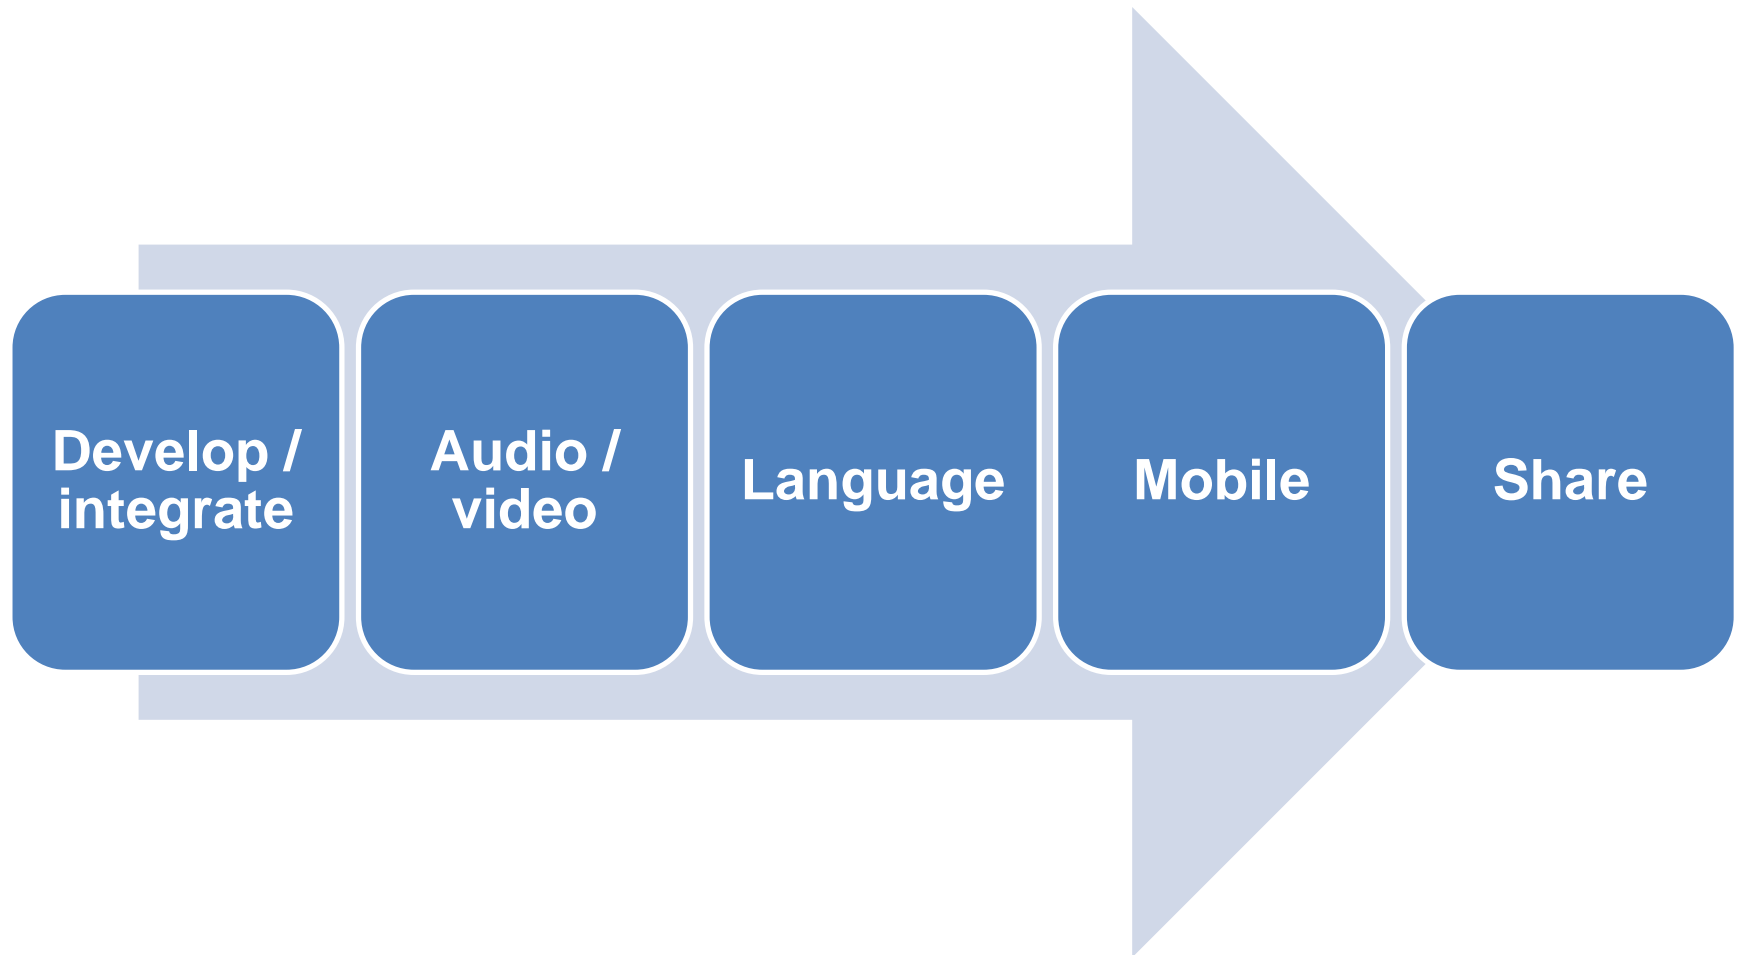 Develop /
integrate
Audio /
video
Language
Mobile
Share